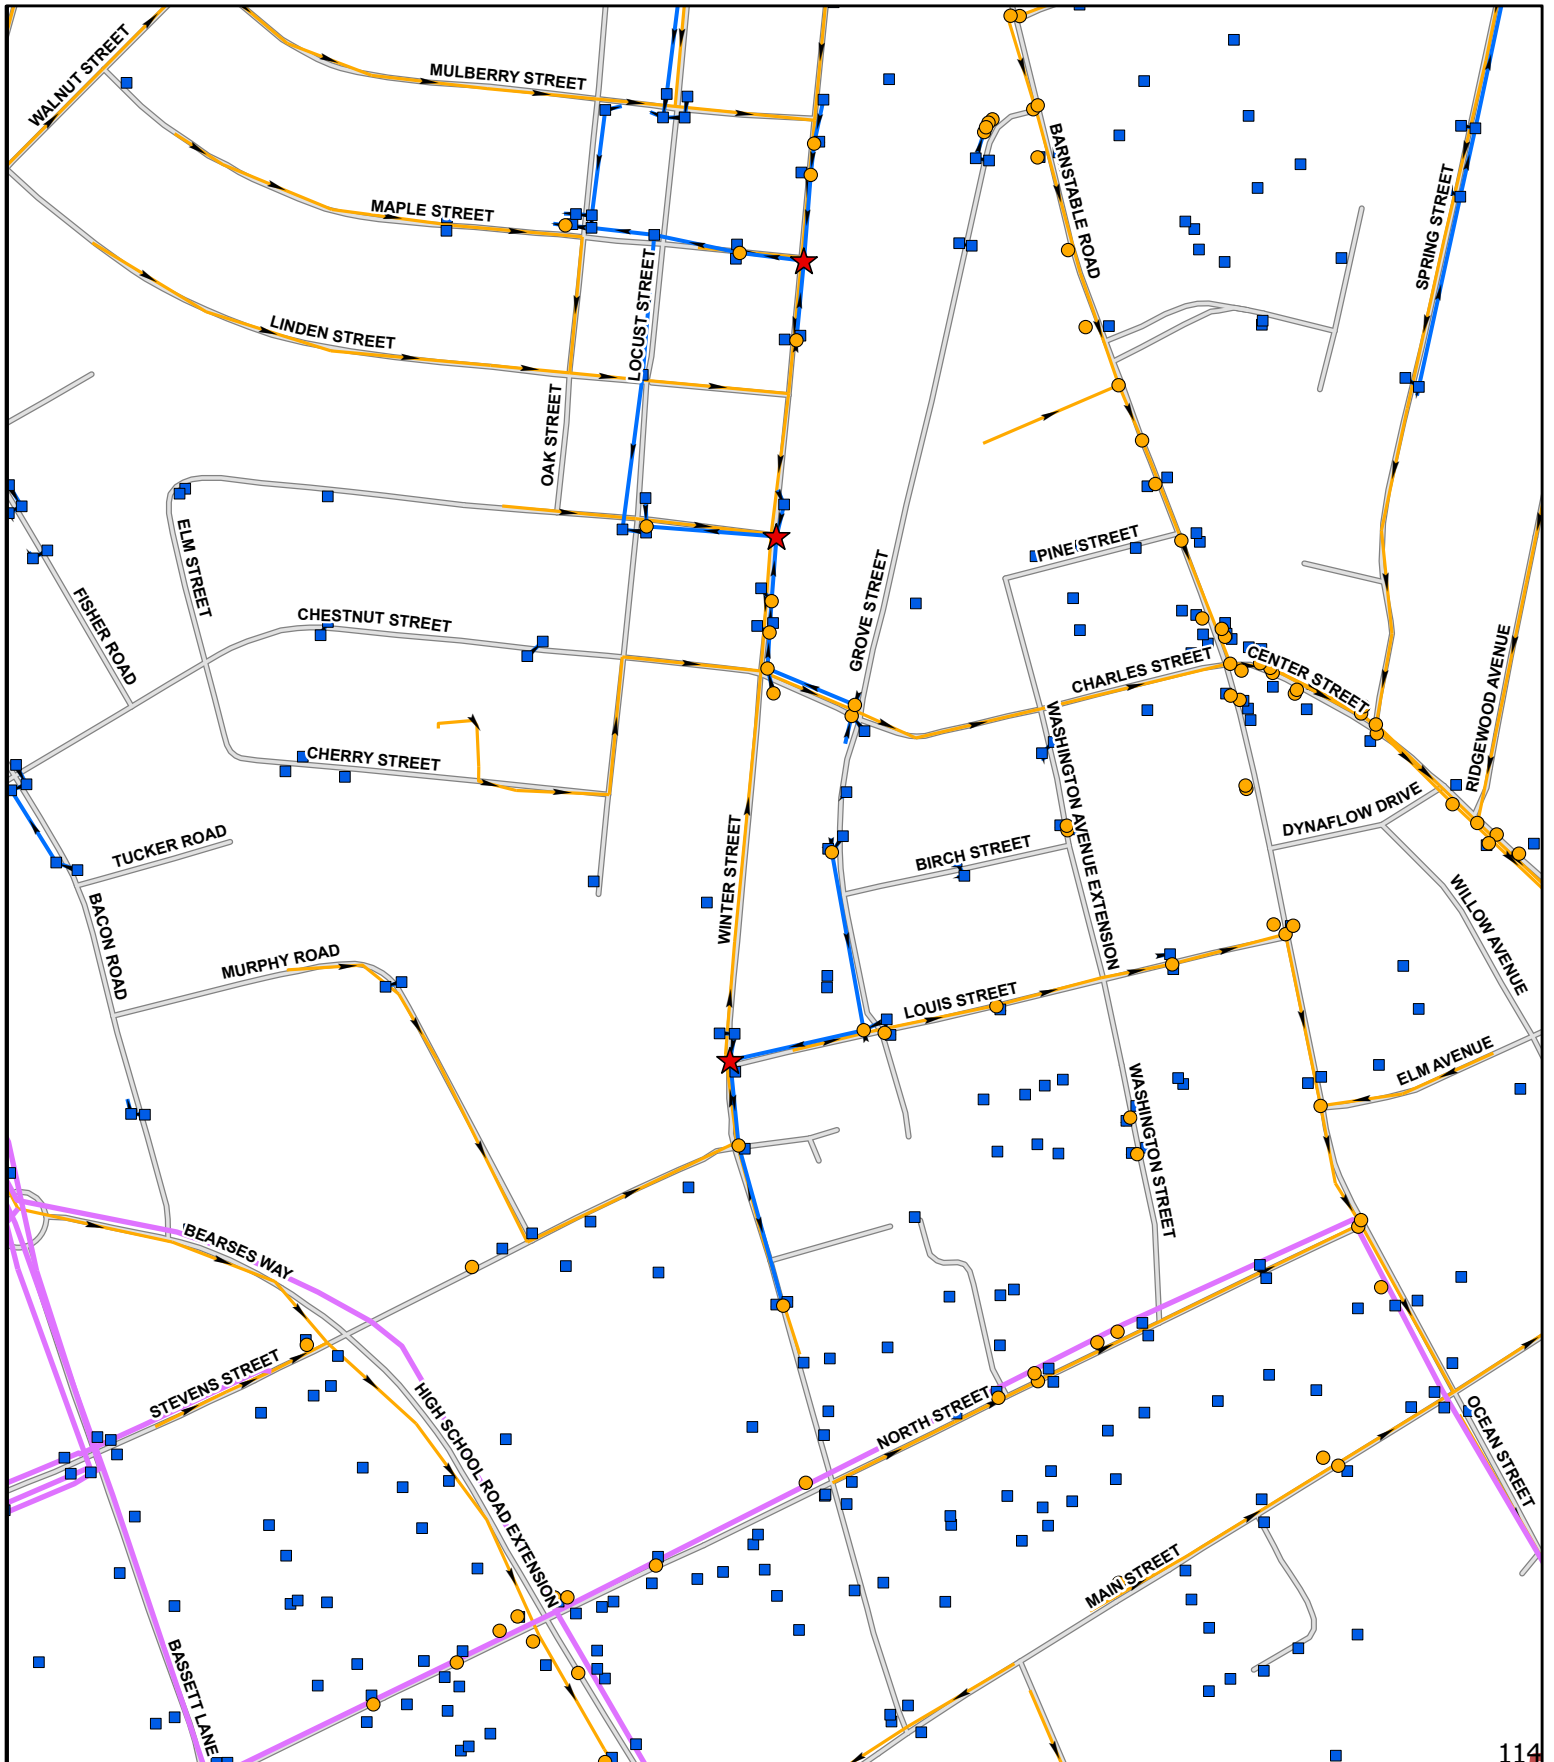 WALNUT STREET
MULBERRY STREET
BARNSTABLE ROAD
SPRING STREET
MAPLE STREET
LOCUST STREET
LINDEN STREET
OAK STREET
ELM STREET
PINE STREET
GROVE STREET
FISHER ROAD
CHESTNUT STREET
CHARLES STREET
CENTER STREET
RIDGEWOOD AVENUE
WASHINGTON AVENUE EXTENSION
CHERRY STREET
DYNAFLOW DRIVE
TUCKER ROAD
WINTER STREET
BIRCH STREET
WILLOW AVENUE
BACON ROAD
MURPHY ROAD
LOUIS STREET
ELM AVENUE
WASHINGTON STREET
BEARSES WAY
STEVENS STREET
HIGH SCHOOL ROAD EXTENSION
NORTH STREET
OCEAN STREET
MAIN STREET
BASSETT LANE
114